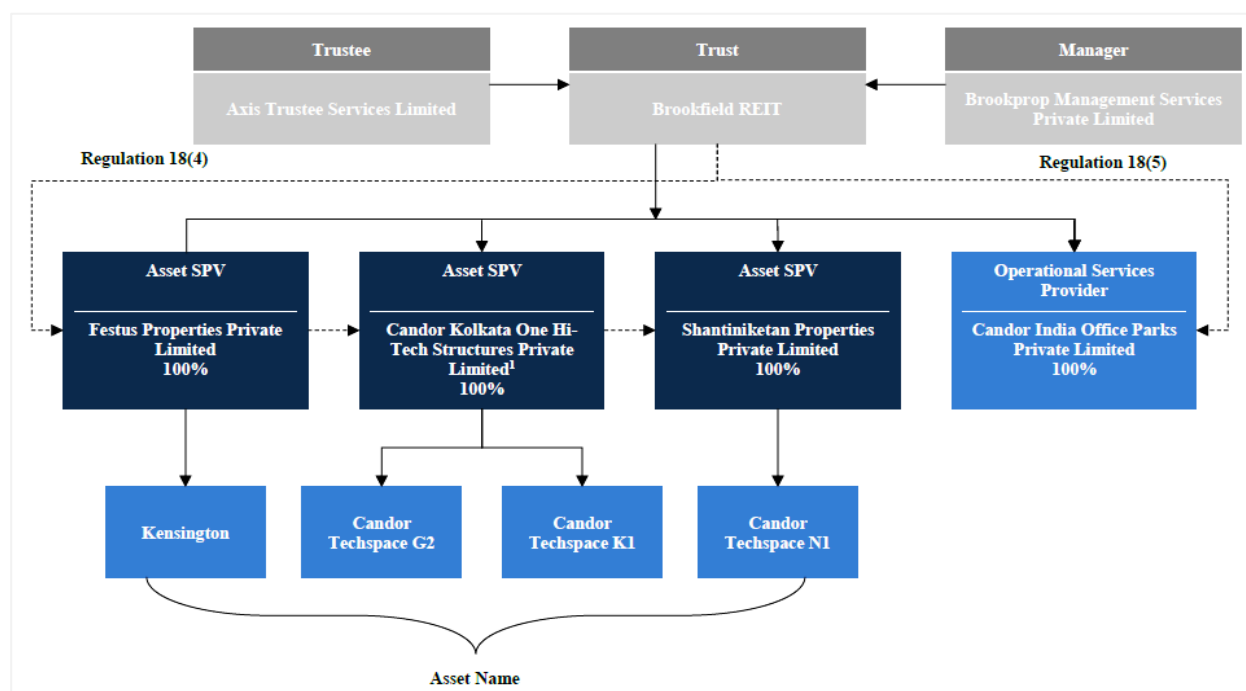 Trustee
Trust
Manager
Axis Trustee Services Limited
Brookfield REIT
Brookprop Management Services
Private Limited
Regulation 18(4)
Regulation 18(5)
Asset SPV
Festus Properties Private
Limited
100%
Asset SPV
Candor Kolkata One Hi-
Tech Structures Private
Limited¹
100%
Asset SPV
Shantiniketan Properties
Private Limited
100%
Operational Services
Provider
Candor India Office Parks
Private Limited
100%
Kensington
Candor
Techspace G2
Candor
Techspace K1
Candor
Techspace N1
Asset Name